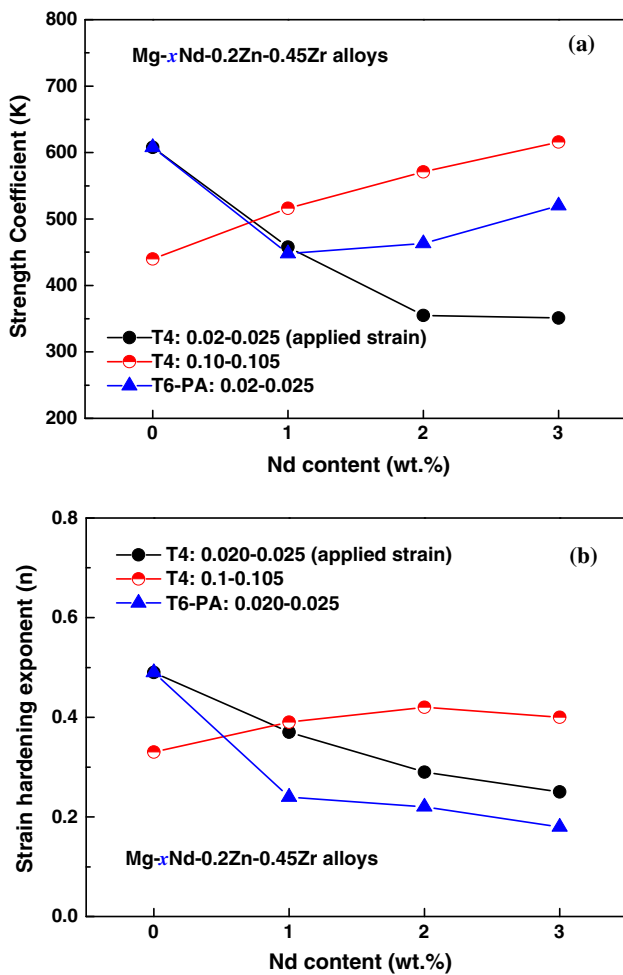 800
(a)
Mg-xNd-0.2Zn-0.45Zr alloys
700
600
500
400
300
200
Strength Coefficient (K)
T4: 0.02-0.025 (applied strain)
T4: 0.10-0.105
T6-PA: 0.02-0.025
0 1 2 3
Nd content (wt.%)
0.8
(b)
T4: 0.020-0.025 (applied strain)
T4: 0.1-0.105
T6-PA: 0.020-0.025
0.6
0.4
0.2
0.0
Strain hardening exponent (n)
Mg-xNd-0.2Zn-0.45Zr alloys
0 1 2 3
Nd content (wt.%)